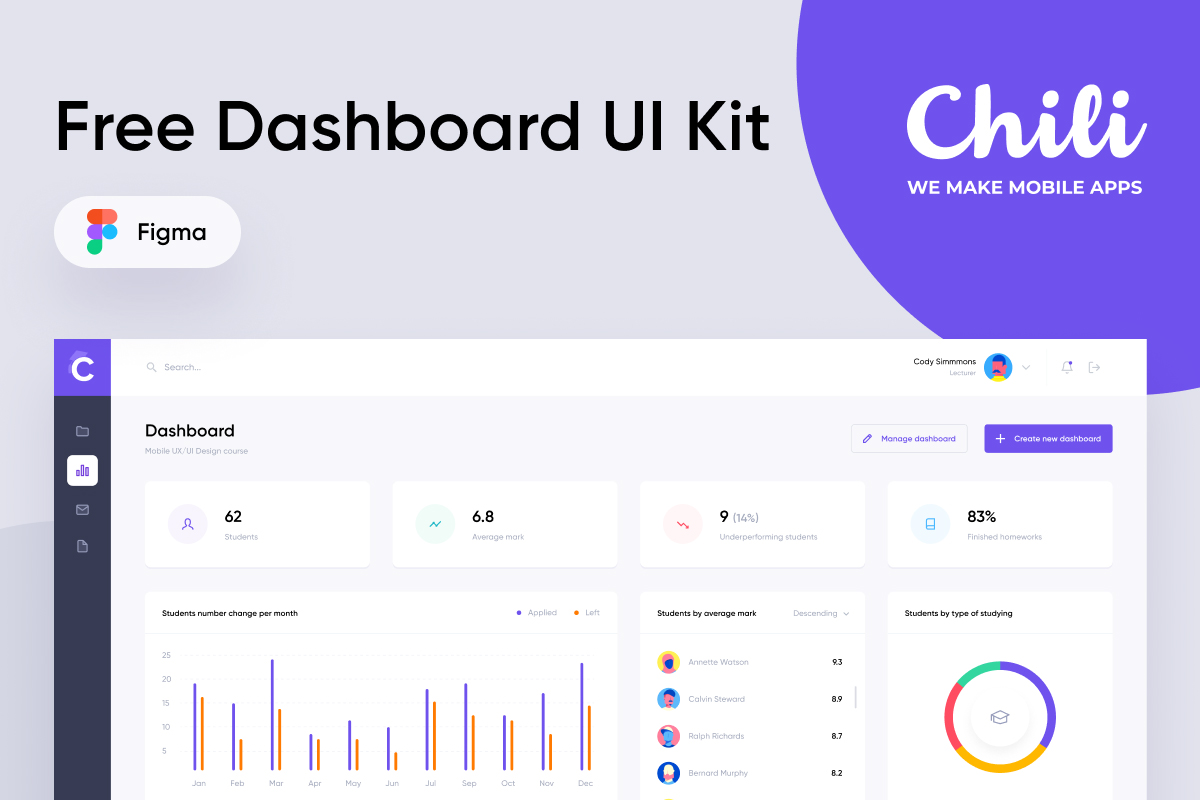 Free Dashboard UI Kit
Chili
WE MAKE MOBILE APPS
Figma
C
Search...
Cody Simmmons
Lecturer
Dashboard
Mobile UX/UI Design course
Manage dashboard
Create new dashboard
62
Students
6.8
Average mark
9 (14%)
Underperforming students
83%
Finished homeworks
Students number change per month
Applied
Left
25
20
15
10
5
Jan Feb Mar Apr May Jun Jul Sep Oct Nov Dec
Students by average mark
Descending
Annette Watson 9.3
Calvin Steward 8.9
Ralph Richards 8.7
Bernard Murphy 8.2
Students by type of studying